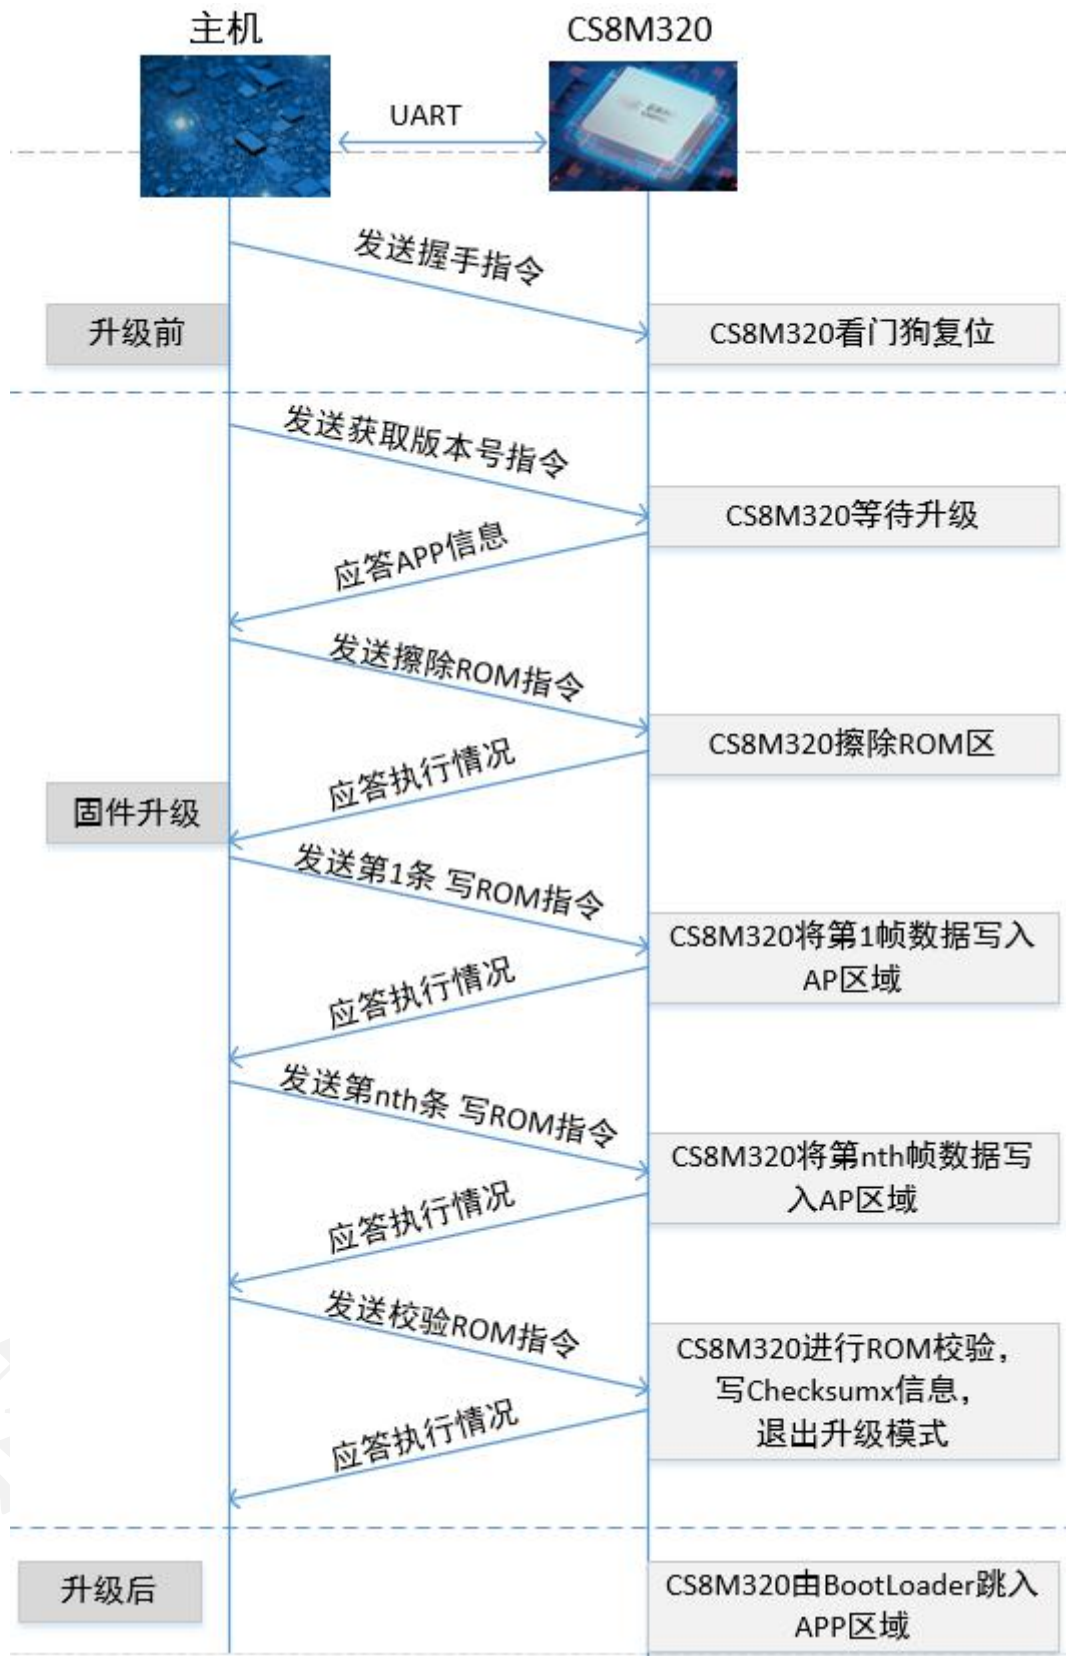 主机
CS8M320
UART
发送握手指令
升级前
CS8M320看门狗复位
发送获取版本号指令
CS8M320等待升级
应答APP信息
发送擦除ROM指令
CS8M320擦除ROM区
应答执行情况
固件升级
发送第1条 写ROM指令
CS8M320将第1帧数据写入
AP区域
应答执行情况
发送第nth条 写ROM指令
CS8M320将第nth帧数据写
入AP区域
应答执行情况
发送校验ROM指令
CS8M320进行ROM校验，
写Checksumx信息，
退出升级模式
应答执行情况
升级后
CS8M320由BootLoader跳入
APP区域